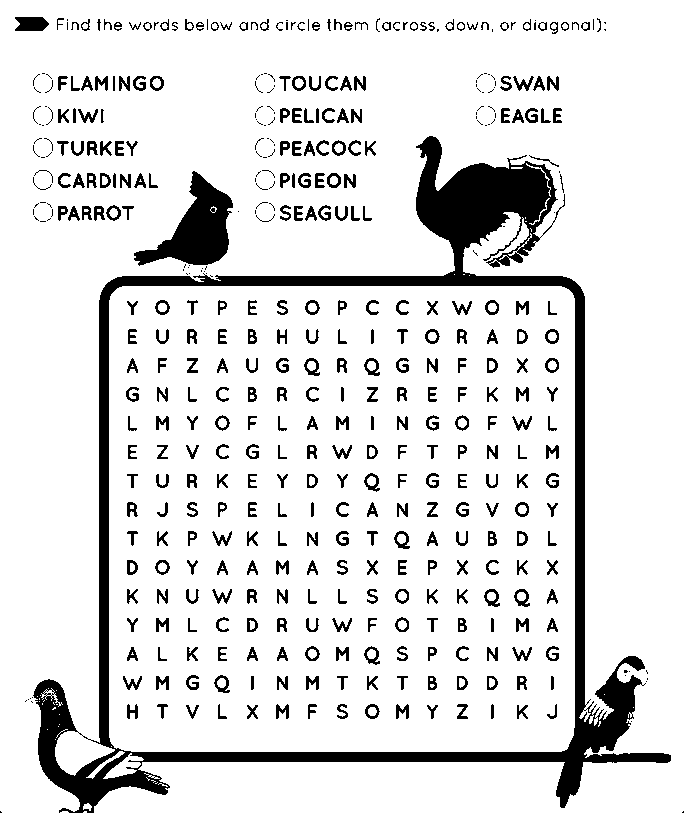 Find the words below and circle them (across, down, or diagonal):
FLAMINGO TOUCAN SWAN
KIWI PELICAN EAGLE
TURKEY PEACOCK
CARDINAL PIGEON
PARROT SEAGULL
Y O T P E S O P C C X W O M L
E U R E B H U L I T O R A D O
A F Z A U G Q R Q G N F D X O
G N L C B R C I Z R E F K M Y
L M Y O F L A M I N G O F W L
E Z V C G L R W D F T P N L M
T U R K E Y D Y Q F G E U K G
R J S P E L I C A N Z G V O Y
T K P W K L N G T Q A U B D L
D O Y A A M A S X E P X C K X
K N U W R N L L S O K K Q Q A
Y M L C D R U W F O T B I M A
A L K E A A O M Q S P C N W G
W M G Q I N M T K T B D D R I
H T V L X M F S O M Y Z I K J